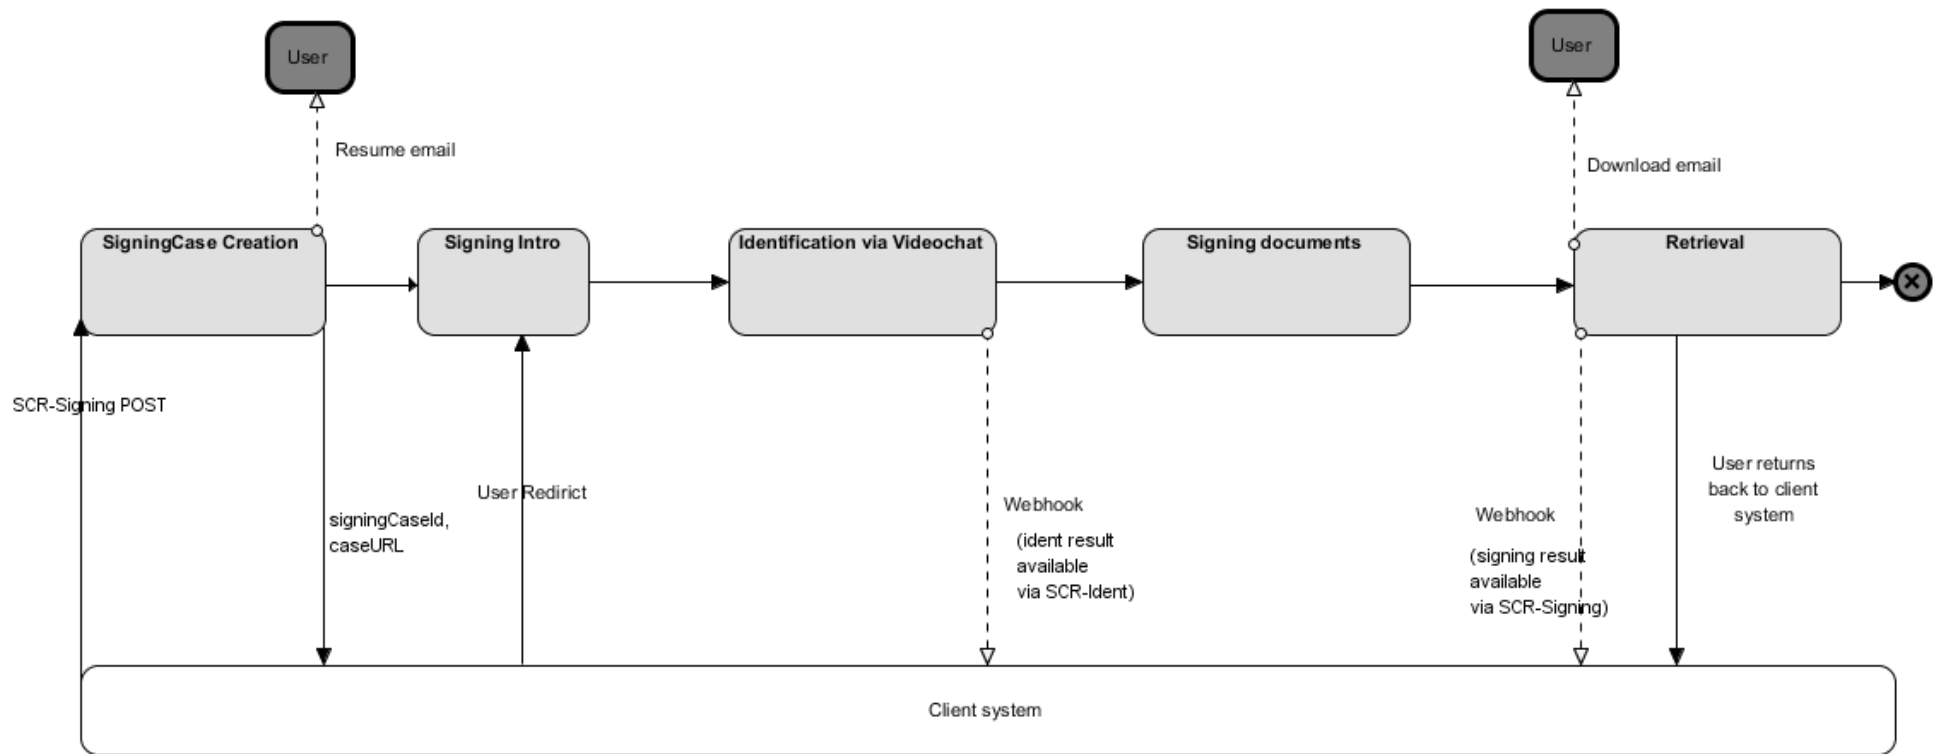 User
User
Resume email
Download email
SigningCase Creation
Signing Intro
Identification via Videochat
Signing documents
Retrieval
SCR-Signing POST
signingCaseId,
caseURL
User Redirict
Webhook
(ident result
available
via SCR-Ident)
Webhook
(signing result
available
via SCR-Signing)
User returns
back to client
system
Client system